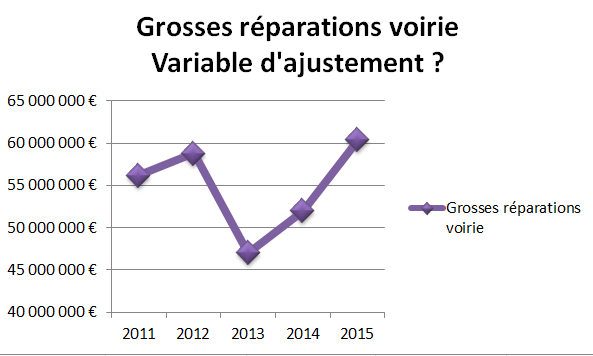 Grosses réparations voirie
Variable d'ajustement ?
65 000 000 €
60 000 000 €
55 000 000 €
50 000 000 €
45 000 000 €
40 000 000 €
2011 2012 2013 2014 2015
Grosses réparations
voirie